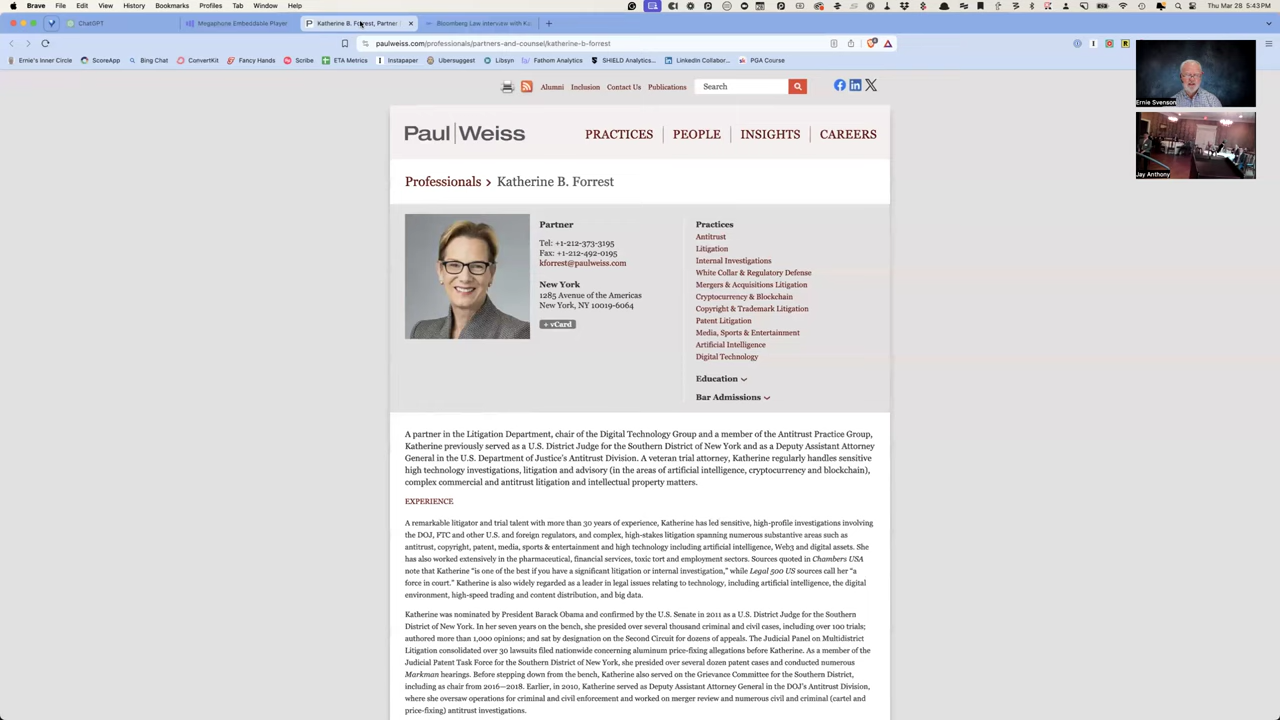 Brave File Edit View History Bookmarks Profiles Tab Window Help
Thu Mar 28 5:43 PM
ChatGPT
Megaphone Embeddable Player
Katherine B. Forrest, Partner
Bloomberg Law interview with Ka
paulweiss.com/professionals/partners-and-counsel/katherine-b-forrest
Ernie's Inner Circle ScoreApp Bing Chat ConvertKit Fancy Hands Scribe ETA Metrics Instapaper Ubersuggest Libsyn Fathom Analytics SHIELD Analytics... LinkedIn Collabor... PGA Course
Ernie Svenson
Jay Anthony
Alumni Inclusion Contact Us Publications Search
Paul|Weiss
PRACTICES | PEOPLE | INSIGHTS | CAREERS
Professionals › Katherine B. Forrest
Partner
Tel: +1-212-373-3195
Fax: +1-212-492-0195
kforrest@paulweiss.com
New York
1285 Avenue of the Americas
New York, NY 10019-6064
+ vCard
Practices
Antitrust
Litigation
Internal Investigations
White Collar & Regulatory Defense
Mergers & Acquisitions Litigation
Cryptocurrency & Blockchain
Copyright & Trademark Litigation
Patent Litigation
Media, Sports & Entertainment
Artificial Intelligence
Digital Technology
Education
Bar Admissions
A partner in the Litigation Department, chair of the Digital Technology Group and a member of the Antitrust Practice Group,
Katherine previously served as a U.S. District Judge for the Southern District of New York and as a Deputy Assistant Attorney
General in the U.S. Department of Justice's Antitrust Division. A veteran trial attorney, Katherine regularly handles sensitive
high technology investigations, litigation and advisory (in the areas of artificial intelligence, cryptocurrency and blockchain),
complex commercial and antitrust litigation and intellectual property matters.
EXPERIENCE
A remarkable litigator and trial talent with more than 30 years of experience, Katherine has led sensitive, high-profile investigations involving
the DOJ, FTC and other U.S. and foreign regulators, and complex, high-stakes litigation spanning numerous substantive areas such as
antitrust, copyright, patent, media, sports & entertainment and high technology including artificial intelligence, Web3 and digital assets. She
has also worked extensively in the pharmaceutical, financial services, toxic tort and employment sectors. Sources quoted in Chambers USA
note that Katherine "is one of the best if you have a significant litigation or internal investigation," while Legal 500 US sources call her "a
force in court." Katherine is also widely regarded as a leader in legal issues relating to technology, including artificial intelligence, the digital
environment, high-speed trading and content distribution, and big data.
Katherine was nominated by President Barack Obama and confirmed by the U.S. Senate in 2011 as a U.S. District Judge for the Southern
District of New York. In her seven years on the bench, she presided over several thousand criminal and civil cases, including over 100 trials;
authored more than 1,000 opinions; and sat by designation on the Second Circuit for dozens of appeals. The Judicial Panel on Multidistrict
Litigation consolidated over 30 lawsuits filed nationwide concerning aluminum price-fixing allegations before Katherine. As a member of the
Judicial Patent Task Force for the Southern District of New York, she presided over several dozen patent cases and conducted numerous
Markman hearings. Before stepping down from the bench, Katherine also served on the Grievance Committee for the Southern District,
including as chair from 2016—2018. Earlier, in 2010, Katherine served as Deputy Assistant Attorney General in the DOJ's Antitrust Division,
where she oversaw operations for criminal and civil enforcement and worked on merger review and numerous civil and criminal (cartel and
price-fixing) antitrust investigations.